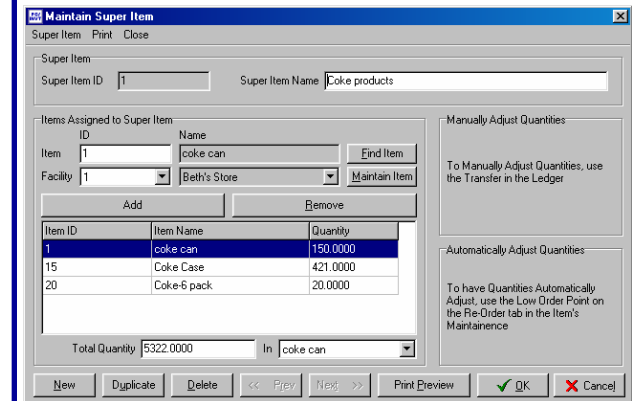 Maintain Super Item
Super Item Print Close
Super Item
Super Item ID 1 Super Item Name Coke products
Items Assigned to Super Item
ID Name
Item 1 coke can Find Item
Facility 1 Beth's Store Maintain Item
Add Remove
Item ID Item Name Quantity
1 coke can 150.0000
15 Coke Case 421.0000
20 Coke-6 pack 20.0000
Total Quantity 5322.0000 In coke can
Manually Adjust Quantities
To Manually Adjust Quantities, use
the Transfer in the Ledger
Automatically Adjust Quantities
To have Quantities Automatically
Adjust, use the Low Order Point on
the Re-Order tab in the Item's
Maintainence
New Duplicate Delete << Prev Next >> Print Preview OK Cancel